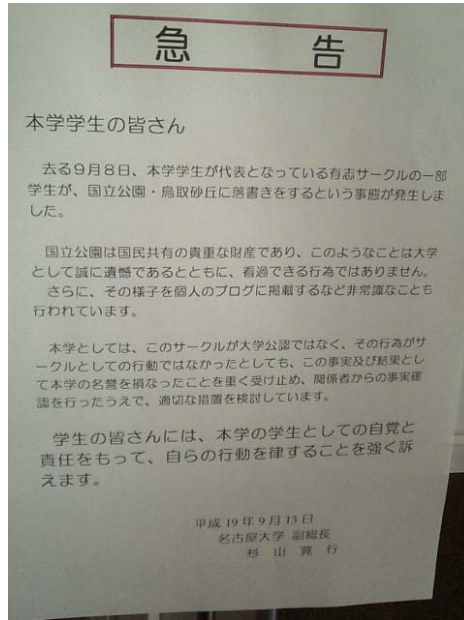 急 告
本学学生の皆さん
去る9月8日、本学学生が代表となっている有志サークルの一部
学生が、国立公園・鳥取砂丘に落書きをするという事態が発生しま
した。
国立公園は国民共有の貴重な財産であり、このようなことは大学
として誠に遺憾であるとともに、看過できる行為ではありません。
さらに、その様子を個人のブログに掲載するなど非常識なことも
行われています。
本学としては、このサークルが大学公認ではなく、その行為がサ
ークルとしての行動ではなかったとしても、この事実及び結果とし
て本学の名誉を損なったことを重く受け止め、関係者からの事実確
認を行ったうえで、適切な措置を検討しています。
学生の皆さんには、本学の学生としての自覚と
責任をもって、自らの行動を律することを強く訴
えます。
平成19年9月13日
名古屋大学 副総長
杉 山 寛 行